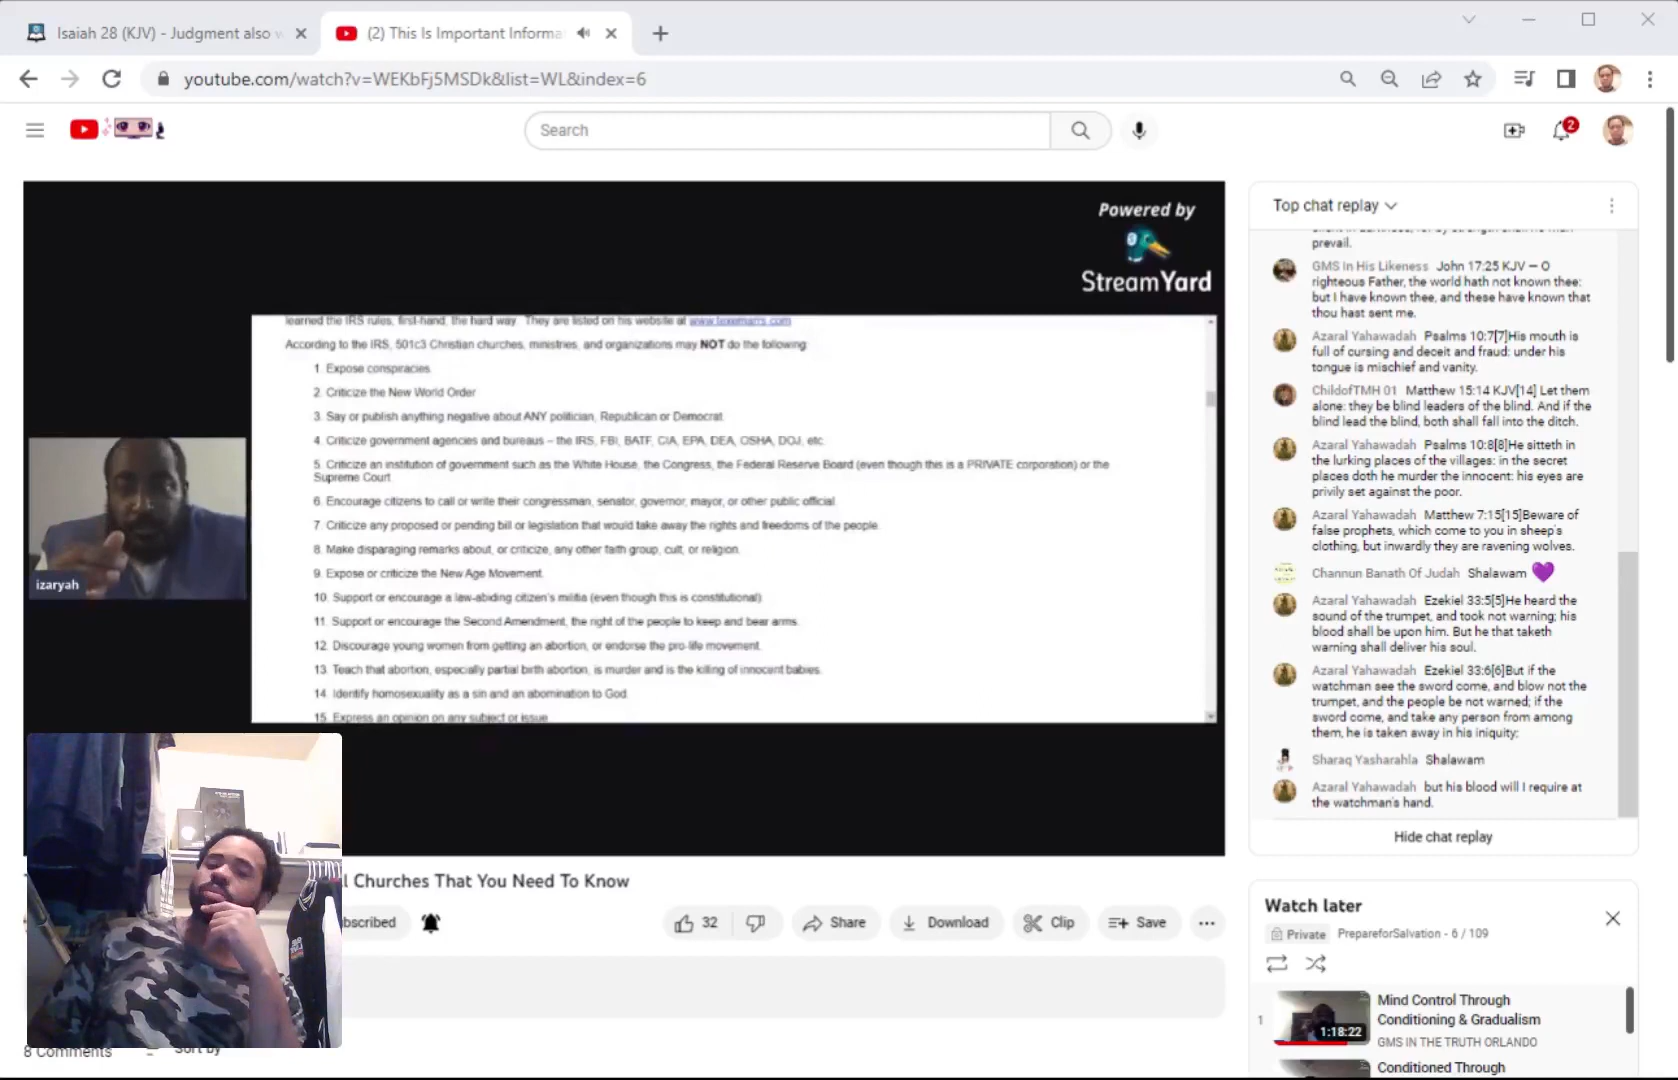 Isaiah 28 (KJV) - Judgment also w
(2) This Is Important Informa
youtube.com/watch?v=WEKbFj5MSDk&list=WL&index=6
Search
2
Powered by
StreamYard
learned the IRS rules, first-hand, the hard way. They are listed on his website at www.texemarrs.com
According to the IRS, 501c3 Christian churches, ministries, and organizations may NOT do the following:
1. Expose conspiracies.
2. Criticize the New World Order
3. Say or publish anything negative about ANY politician, Republican or Democrat.
4. Criticize government agencies and bureaus – the IRS, FBI, BATF, CIA, EPA, DEA, OSHA, DOJ, etc.
5. Criticize an institution of government such as the White House, the Congress, the Federal Reserve Board (even though this is a PRIVATE corporation) or the
Supreme Court.
6. Encourage citizens to call or write their congressman, senator, governor, mayor, or other public official.
7. Criticize any proposed or pending bill or legislation that would take away the rights and freedoms of the people.
8. Make disparaging remarks about, or criticize, any other faith group, cult, or religion.
9. Expose or criticize the New Age Movement.
10. Support or encourage a law-abiding citizen's militia (even though this is constitutional).
11. Support or encourage the Second Amendment, the right of the people to keep and bear arms.
12. Discourage young women from getting an abortion, or endorse the pro-life movement.
13. Teach that abortion, especially partial birth abortion, is murder and is the killing of innocent babies.
14. Identify homosexuality as a sin and an abomination to God.
15. Express an opinion on any subject or issue
izaryah
l Churches That You Need To Know
bscribed
32
Share
Download
Clip
Save
8 Comments
Sort by
Top chat replay
prevail.
GMS In His Likeness John 17:25 KJV — O
righteous Father, the world hath not known thee:
but I have known thee, and these have known that
thou hast sent me.
Azaral Yahawadah Psalms 10:7[7]His mouth is
full of cursing and deceit and fraud: under his
tongue is mischief and vanity.
ChildofTMH 01 Matthew 15:14 KJV[14] Let them
alone: they be blind leaders of the blind. And if the
blind lead the blind, both shall fall into the ditch.
Azaral Yahawadah Psalms 10:8[8]He sitteth in
the lurking places of the villages: in the secret
places doth he murder the innocent: his eyes are
privily set against the poor.
Azaral Yahawadah Matthew 7:15[15]Beware of
false prophets, which come to you in sheep's
clothing, but inwardly they are ravening wolves.
Channun Banath Of Judah Shalawam 💜
Azaral Yahawadah Ezekiel 33:5[5]He heard the
sound of the trumpet, and took not warning; his
blood shall be upon him. But he that taketh
warning shall deliver his soul.
Azaral Yahawadah Ezekiel 33:6[6]But if the
watchman see the sword come, and blow not the
trumpet, and the people be not warned; if the
sword come, and take any person from among
them, he is taken away in his iniquity;
Sharaq Yasharahla Shalawam
Azaral Yahawadah but his blood will I require at
the watchman's hand.
Hide chat replay
Watch later
Private PrepareforSalvation - 6 / 109
1
1:18:22
Mind Control Through
Conditioning & Gradualism
GMS IN THE TRUTH ORLANDO
Conditioned Through